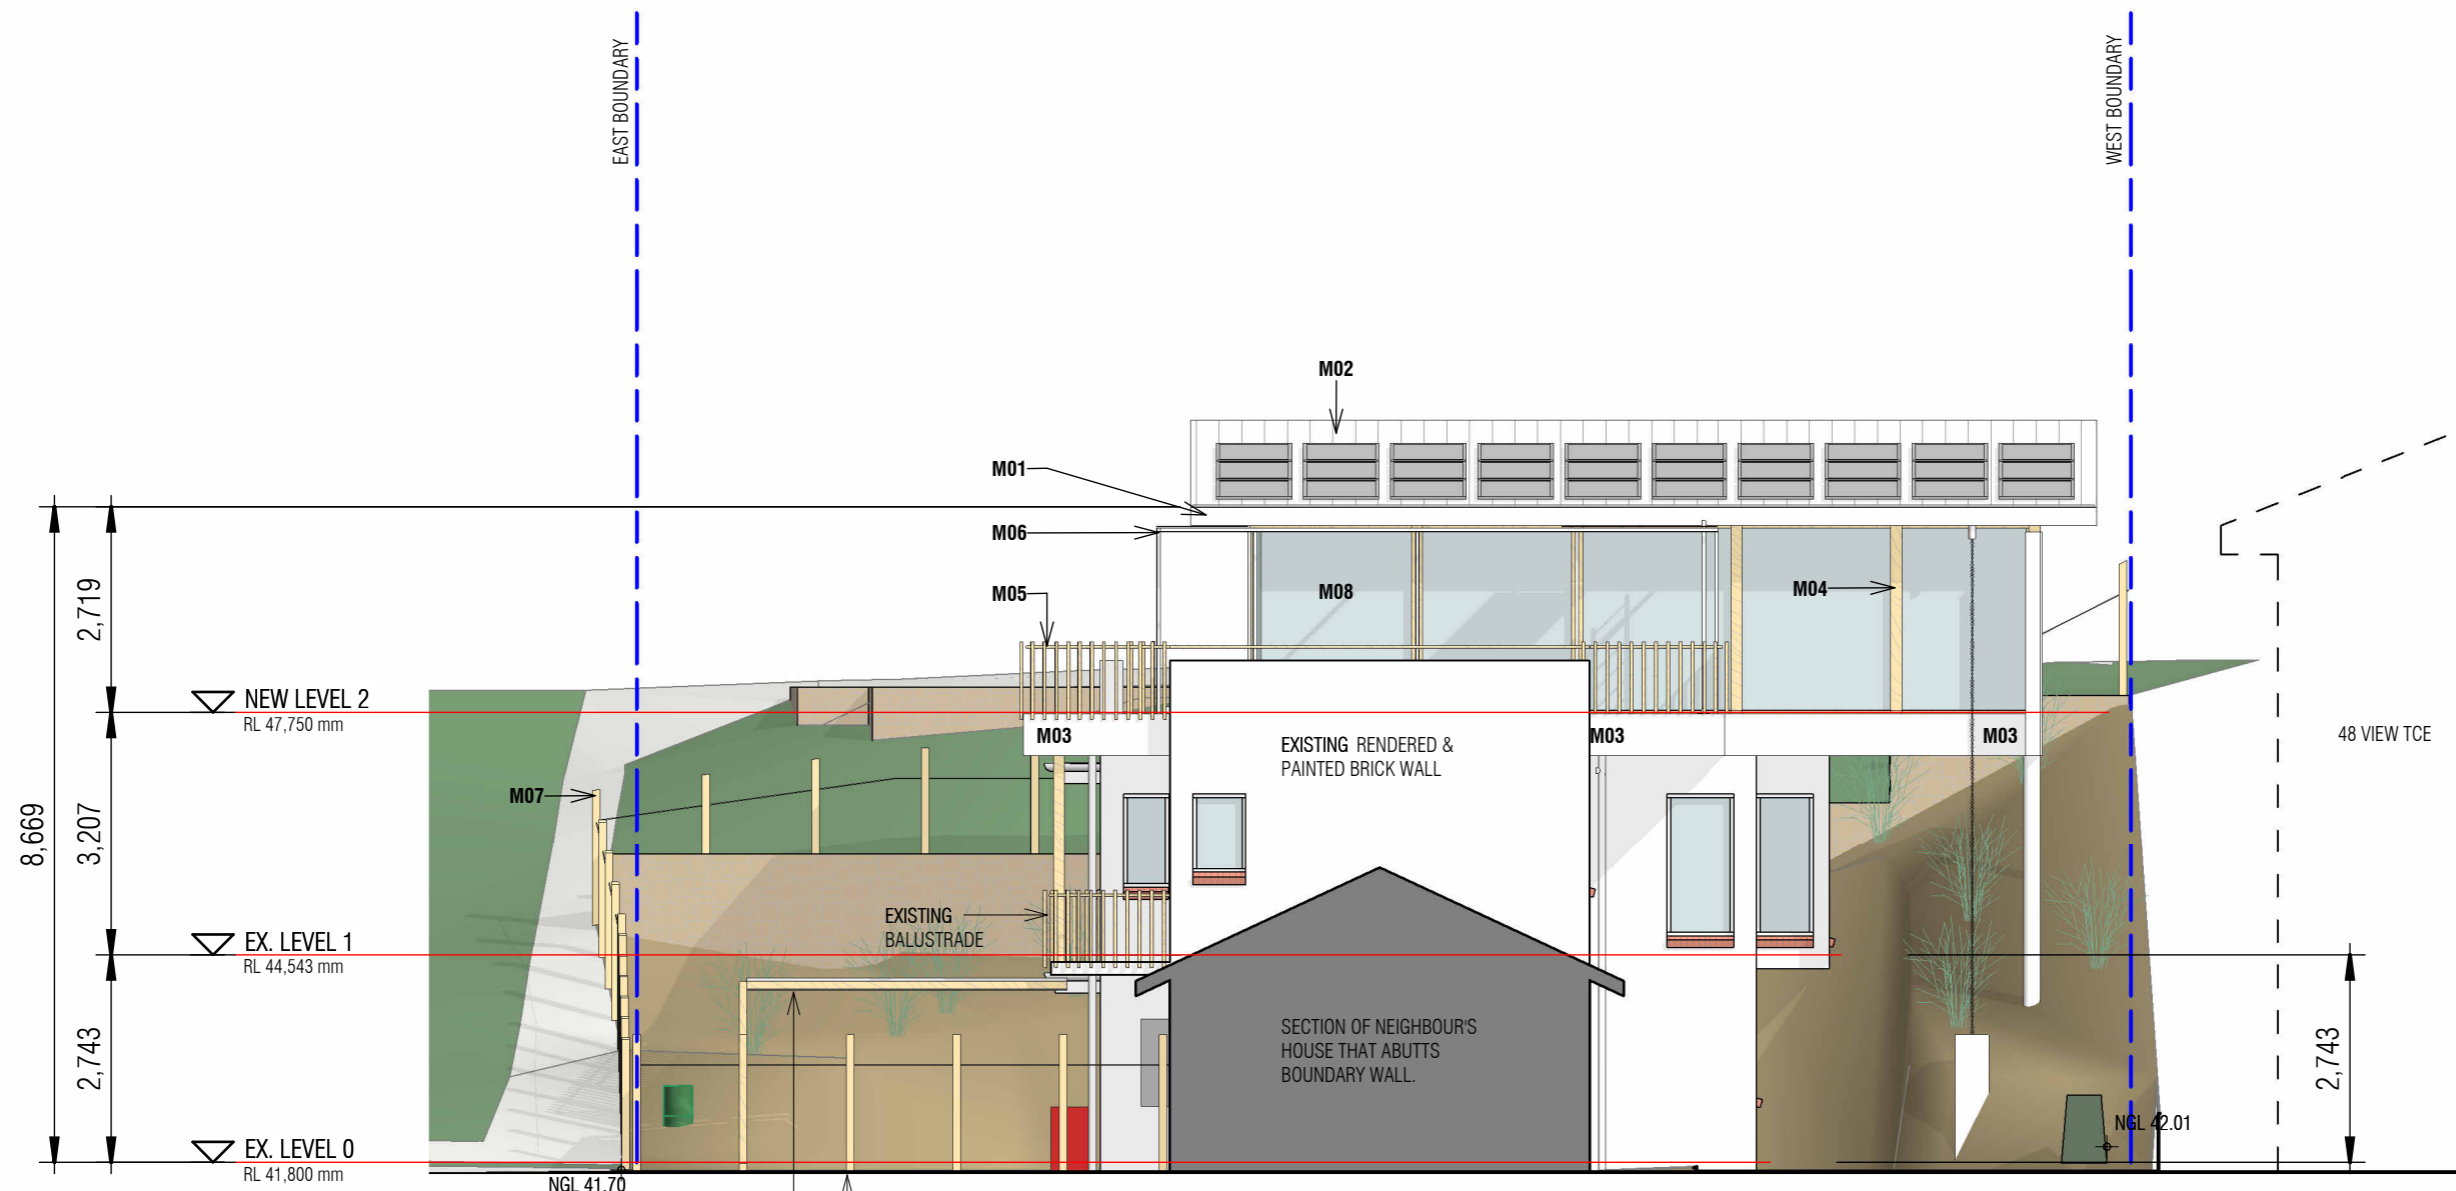 EAST BOUNDARY
WEST BOUNDARY
M02
M01
M06
M05
M08
M04
2,719
NEW LEVEL 2
RL 47,750 mm
M03
EXISTING RENDERED &
PAINTED BRICK WALL
M03
M03
48 VIEW TCE
M07
8,669
3,207
EXISTING
BALUSTRADE
EX. LEVEL 1
RL 44,543 mm
SECTION OF NEIGHBOUR'S
HOUSE THAT ABUTTS
BOUNDARY WALL.
2,743
2,743
NGL 42.01
EX. LEVEL 0
RL 41,800 mm
NGL 41.70